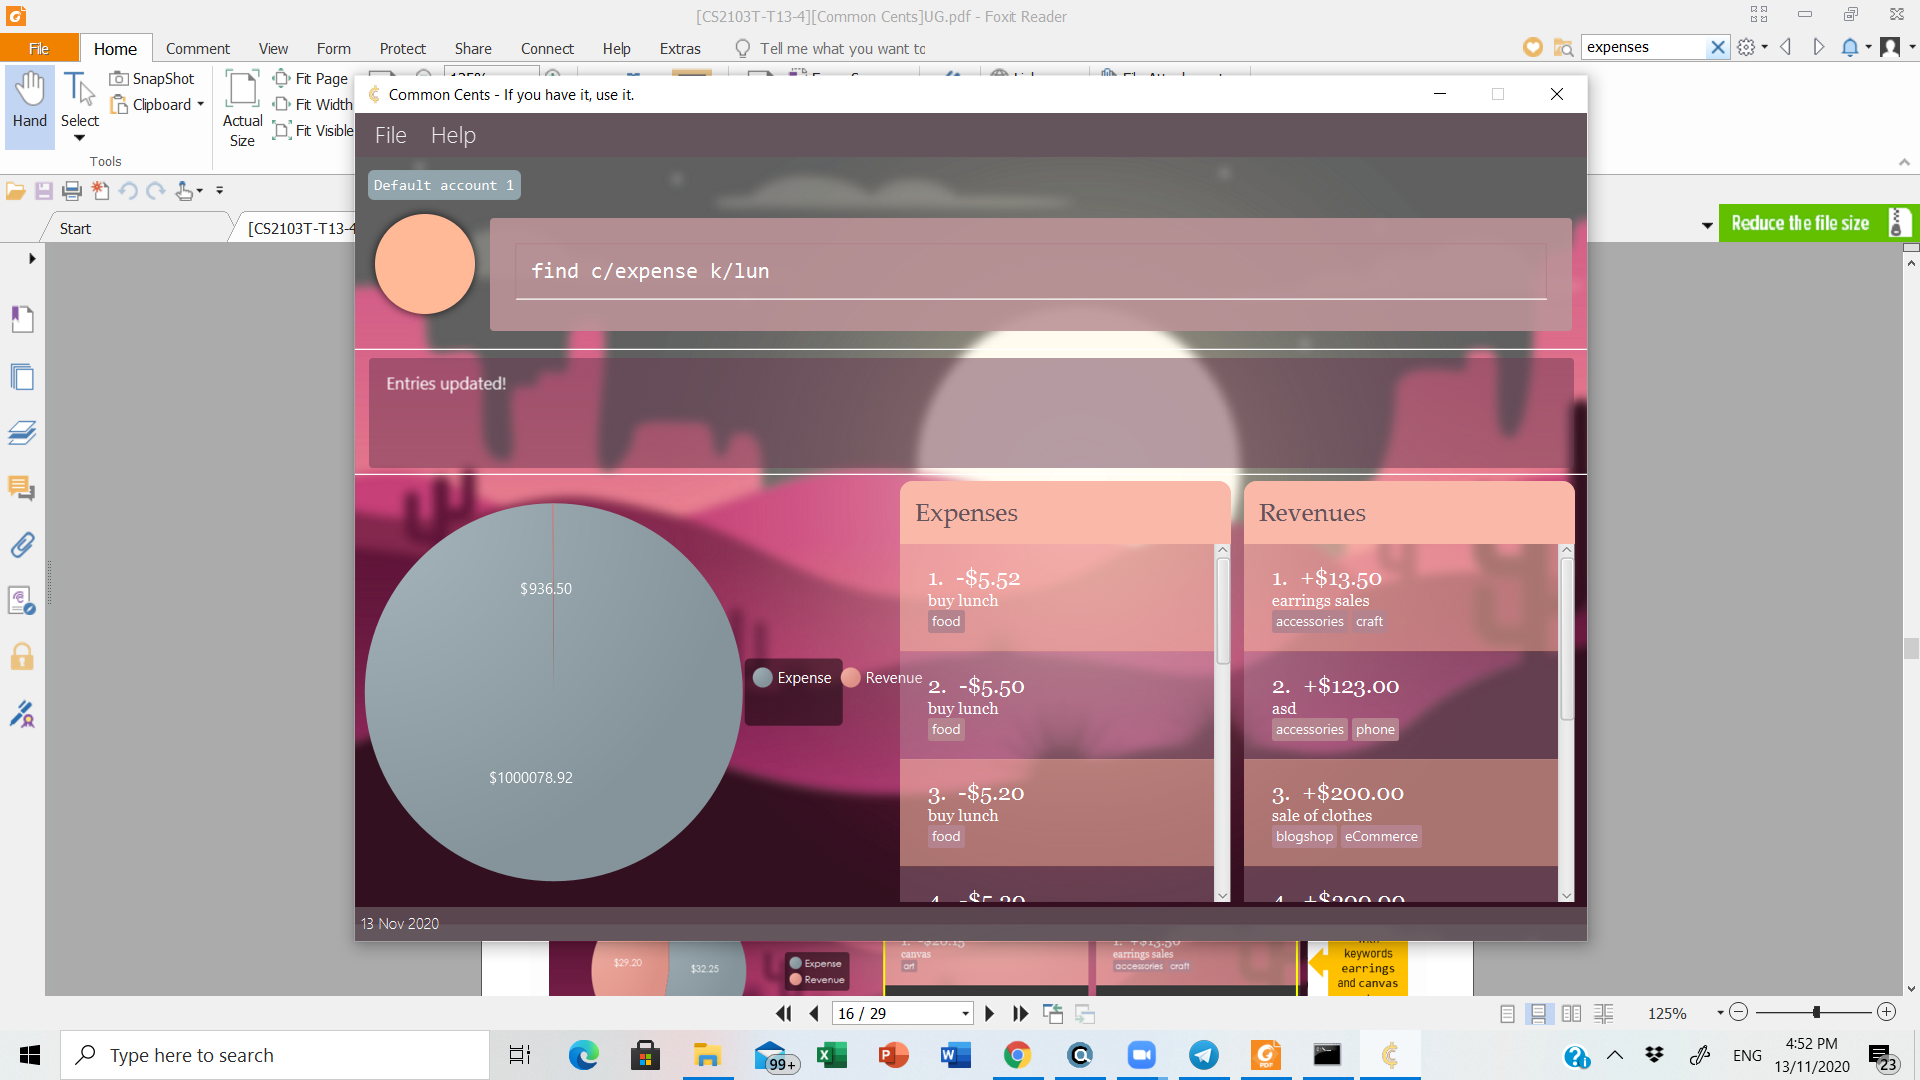 [CS2103T-T13-4][Common Cents]UG.pdf - Foxit Reader
File Home Comment View Form Protect Share Connect Help Extras Tell me what you want to expenses
Hand
Select
SnapShot
Clipboard
Actual Size
Fit Page
Fit Width
Fit Visible
Tools
Start
[CS2103T-T13-4
Reduce the file size
Common Cents - If you have it, use it.
File Help
Default account 1
find c/expense k/lun
Entries updated!
$936.50
$1000078.92
Expense Revenue
Expenses
1. -$5.52
buy lunch
food
2. -$5.50
buy lunch
food
3. -$5.20
buy lunch
food
Revenues
1. +$13.50
earrings sales
accessories craft
2. +$123.00
asd
accessories phone
3. +$200.00
sale of clothes
blogshop eCommerce
13 Nov 2020
$29.20
$32.25
Expense
Revenue
canvas
art
earrings sales
accessories craft
keywords
earrings
and canvas
16 / 29
125%
Type here to search
99+
ENG
4:52 PM
13/11/2020
23